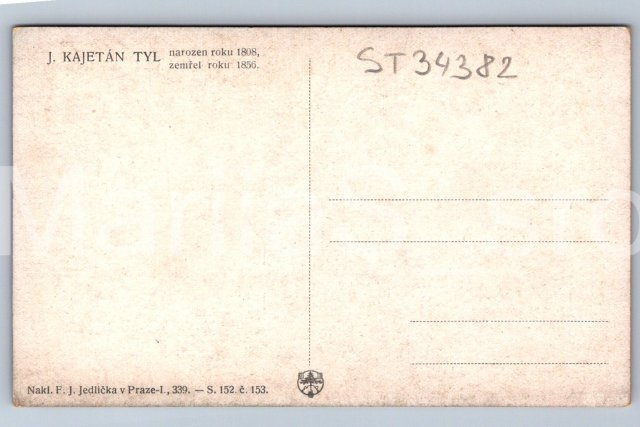 J. KAJETÁN TYL narozen roku 1808,
zemřel roku 1856.
ST34382
Nakl. F. J. Jedlička v Praze-I., 339. — S. 152. č. 153.